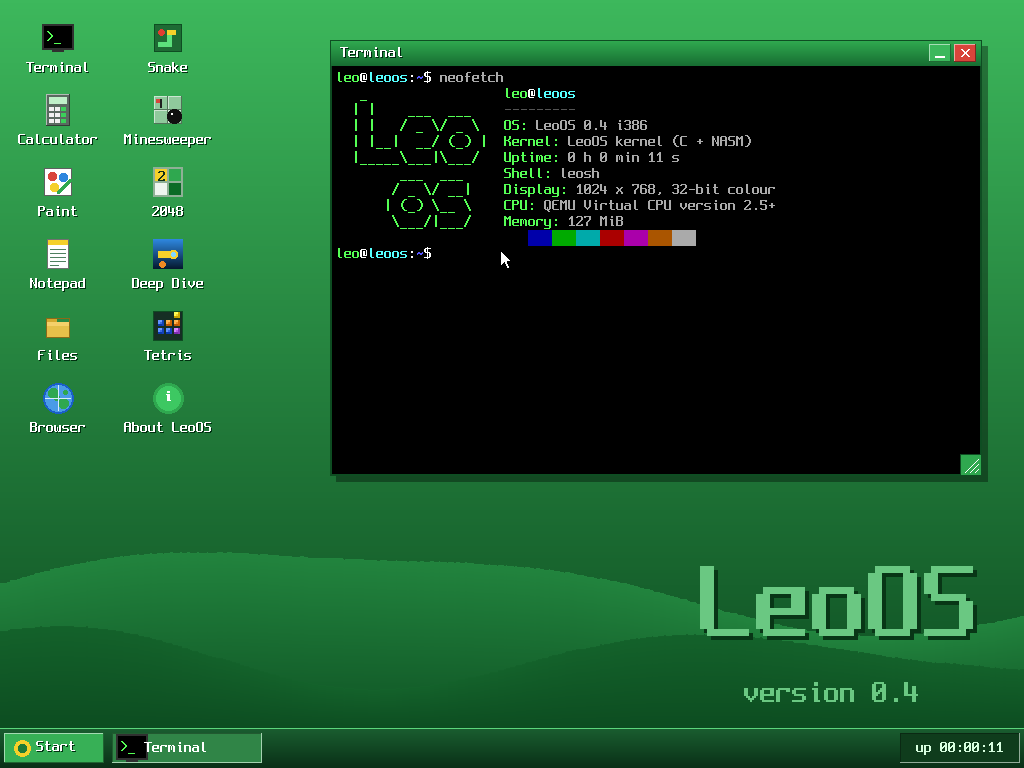 Terminal
Snake
Calculator
Minesweeper
Paint
2
2048
Notepad
Deep Dive
Files
Tetris
Browser
i
About LeoOS
Terminal
leo@leoos:~$ neofetch
leo@leoos
---------
OS: LeoOS 0.4 i386
Kernel: LeoOS kernel (C + NASM)
Uptime: 0 h 0 min 11 s
Shell: leosh
Display: 1024 x 768, 32-bit colour
CPU: QEMU Virtual CPU version 2.5+
Memory: 127 MiB
Leo
OS
leo@leoos:~$
LeoOS
version 0.4
Start
>_ Terminal
up 00:00:11